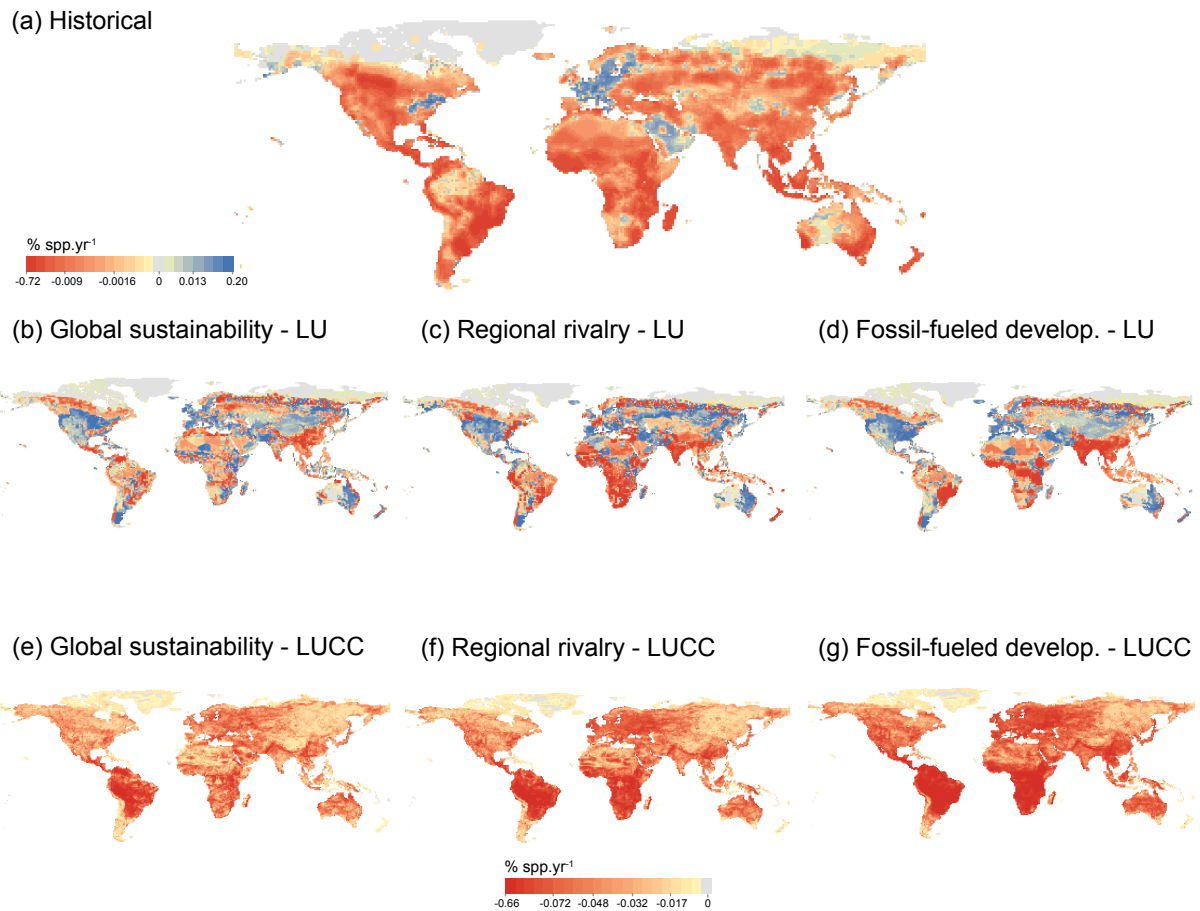 (a) Historical
% spp.yr-1
-0.72 -0.009 -0.0016 0 0.013 0.20
(b) Global sustainability - LU
(c) Regional rivalry - LU
(d) Fossil-fueled develop. - LU
(e) Global sustainability - LUCC
(f) Regional rivalry - LUCC
(g) Fossil-fueled develop. - LUCC
% spp.yr-1
-0.66 -0.072 -0.048 -0.032 -0.017 0